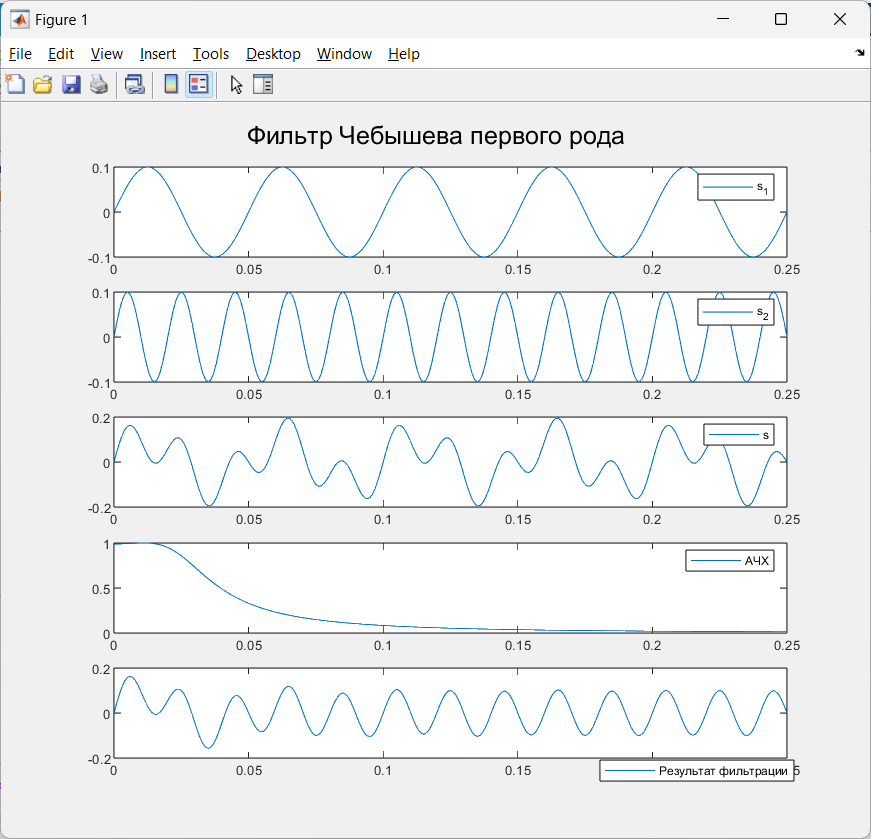 Figure 1
File Edit View Insert Tools Desktop Window Help
Фильтр Чебышева первого рода
0.1
0
-0.1
0 0.05 0.1 0.15 0.2 0.25
s1
0.1
0
-0.1
0 0.05 0.1 0.15 0.2 0.25
s2
0.2
0
-0.2
0 0.05 0.1 0.15 0.2 0.25
s
1
0.5
0
0 0.05 0.1 0.15 0.2 0.25
АЧХ
0.2
0
-0.2
0 0.05 0.1 0.15 5
Результат фильтрации